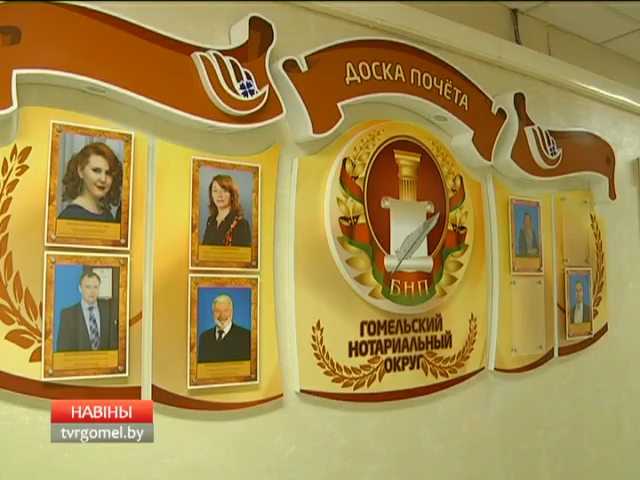 ДОСКА ПОЧЁТА
БНП
ГОМЕЛЬСКИЙ
НОТАРИАЛЬНЫЙ
ОКРУГ
НАВІНЫ
tvrgomel.by